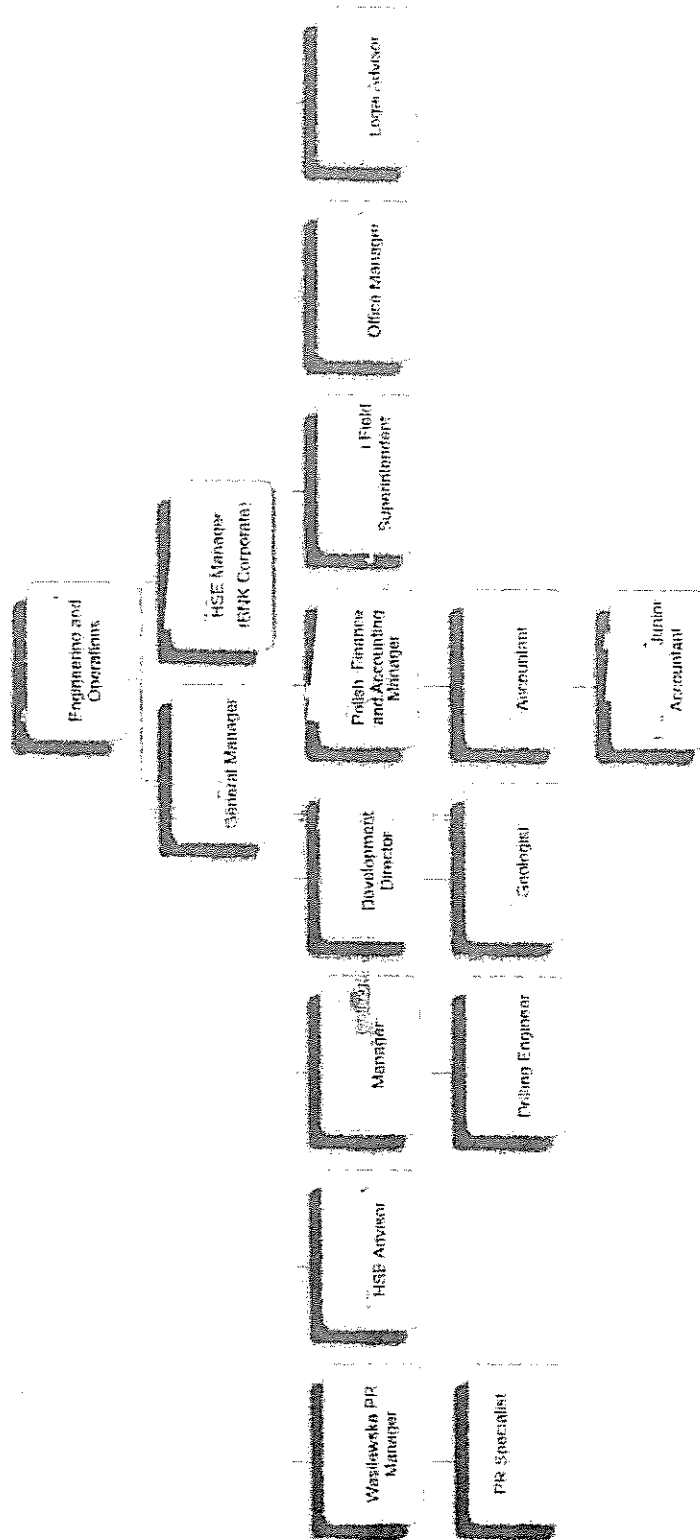 Engineering and
Operations
General Manager
HSE Manager
(BNK Corporate)
Wasilewska PR
Manager
HSE Advisor
Manager
Development
Director
Polish Finance
and Accounting
Manager
Field
Superintendent
Office Manager
Legal Advisor
PR Specialist
Drilling Engineer
Geologist
Accountant
Junior
Accountant